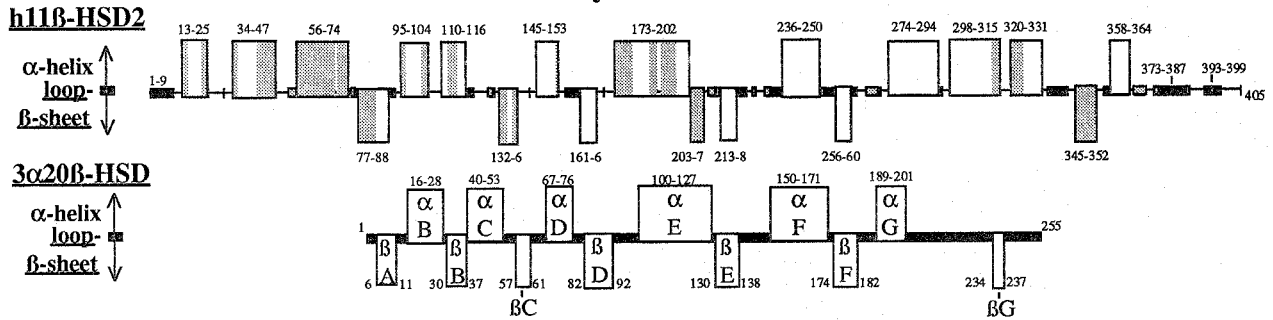 h11ß-HSD2
13-25 34-47 56-74 95-104 110-116 145-153 173-202 236-250 274-294 298-315 320-331 358-364
α-helix
loop-
ß-sheet
1-9 373-387 393-399 405
77-88 132-6 161-6 203-7 213-8 256-60 345-352
3α20ß-HSD
16-28 40-53 67-76 100-127 150-171 189-201
α-helix
loop-
ß-sheet
1 255
α B α C α D α E α F α G
ß A ß B ß D ß E ß F
6 11 30 37 57 61 82 92 130 138 174 182 234 237
ßC ßG